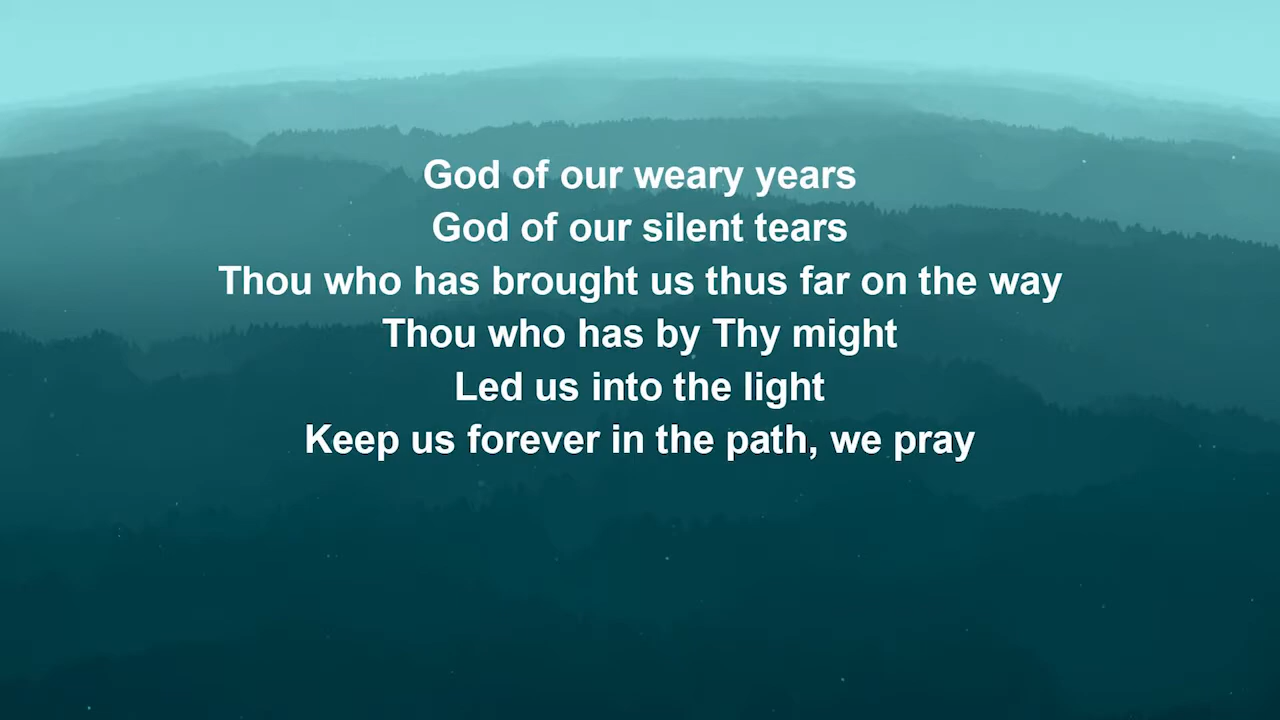 God of our weary years
God of our silent tears
Thou who has brought us thus far on the way
Thou who has by Thy might
Led us into the light
Keep us forever in the path, we pray